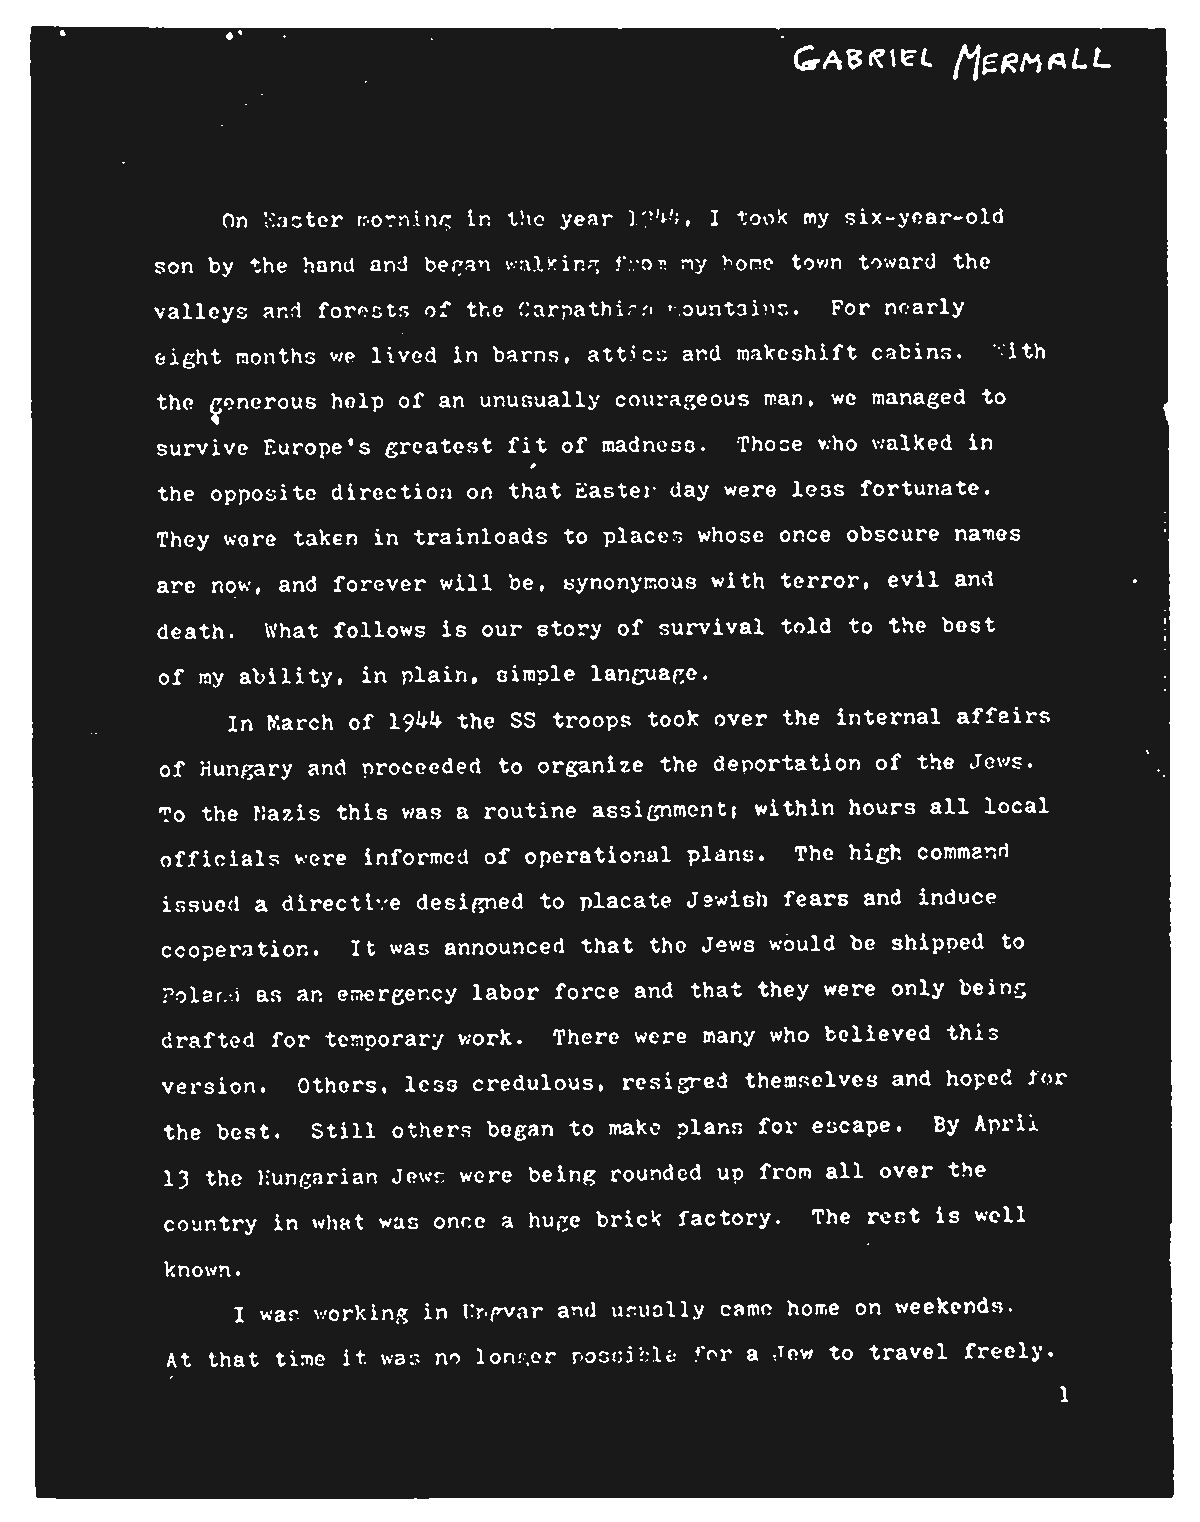 GABRIEL MERMALL
On Easter morning in the year 1944, I took my six-year-old
son by the hand and began walking from my home town toward the
valleys and forests of the Carpathian mountains. For nearly
eight months we lived in barns, attics and makeshift cabins. With
the generous help of an unusually courageous man, we managed to
survive Europe's greatest fit of madness. Those who walked in
the opposite direction on that Easter day were less fortunate.
They were taken in trainloads to places whose once obscure names
are now, and forever will be, synonymous with terror, evil and
death. What follows is our story of survival told to the best
of my ability, in plain, simple language.
In March of 1944 the SS troops took over the internal affairs
of Hungary and proceeded to organize the deportation of the Jews.
To the Nazis this was a routine assignment; within hours all local
officials were informed of operational plans. The high command
issued a directive designed to placate Jewish fears and induce
cooperation. It was announced that the Jews would be shipped to
Poland as an emergency labor force and that they were only being
drafted for temporary work. There were many who believed this
version. Others, less credulous, resigned themselves and hoped for
the best. Still others began to make plans for escape. By April
13 the Hungarian Jews were being rounded up from all over the
country in what was once a huge brick factory. The rest is well
known.
I was working in Ungvar and usually came home on weekends.
At that time it was no longer possible for a Jew to travel freely.
1